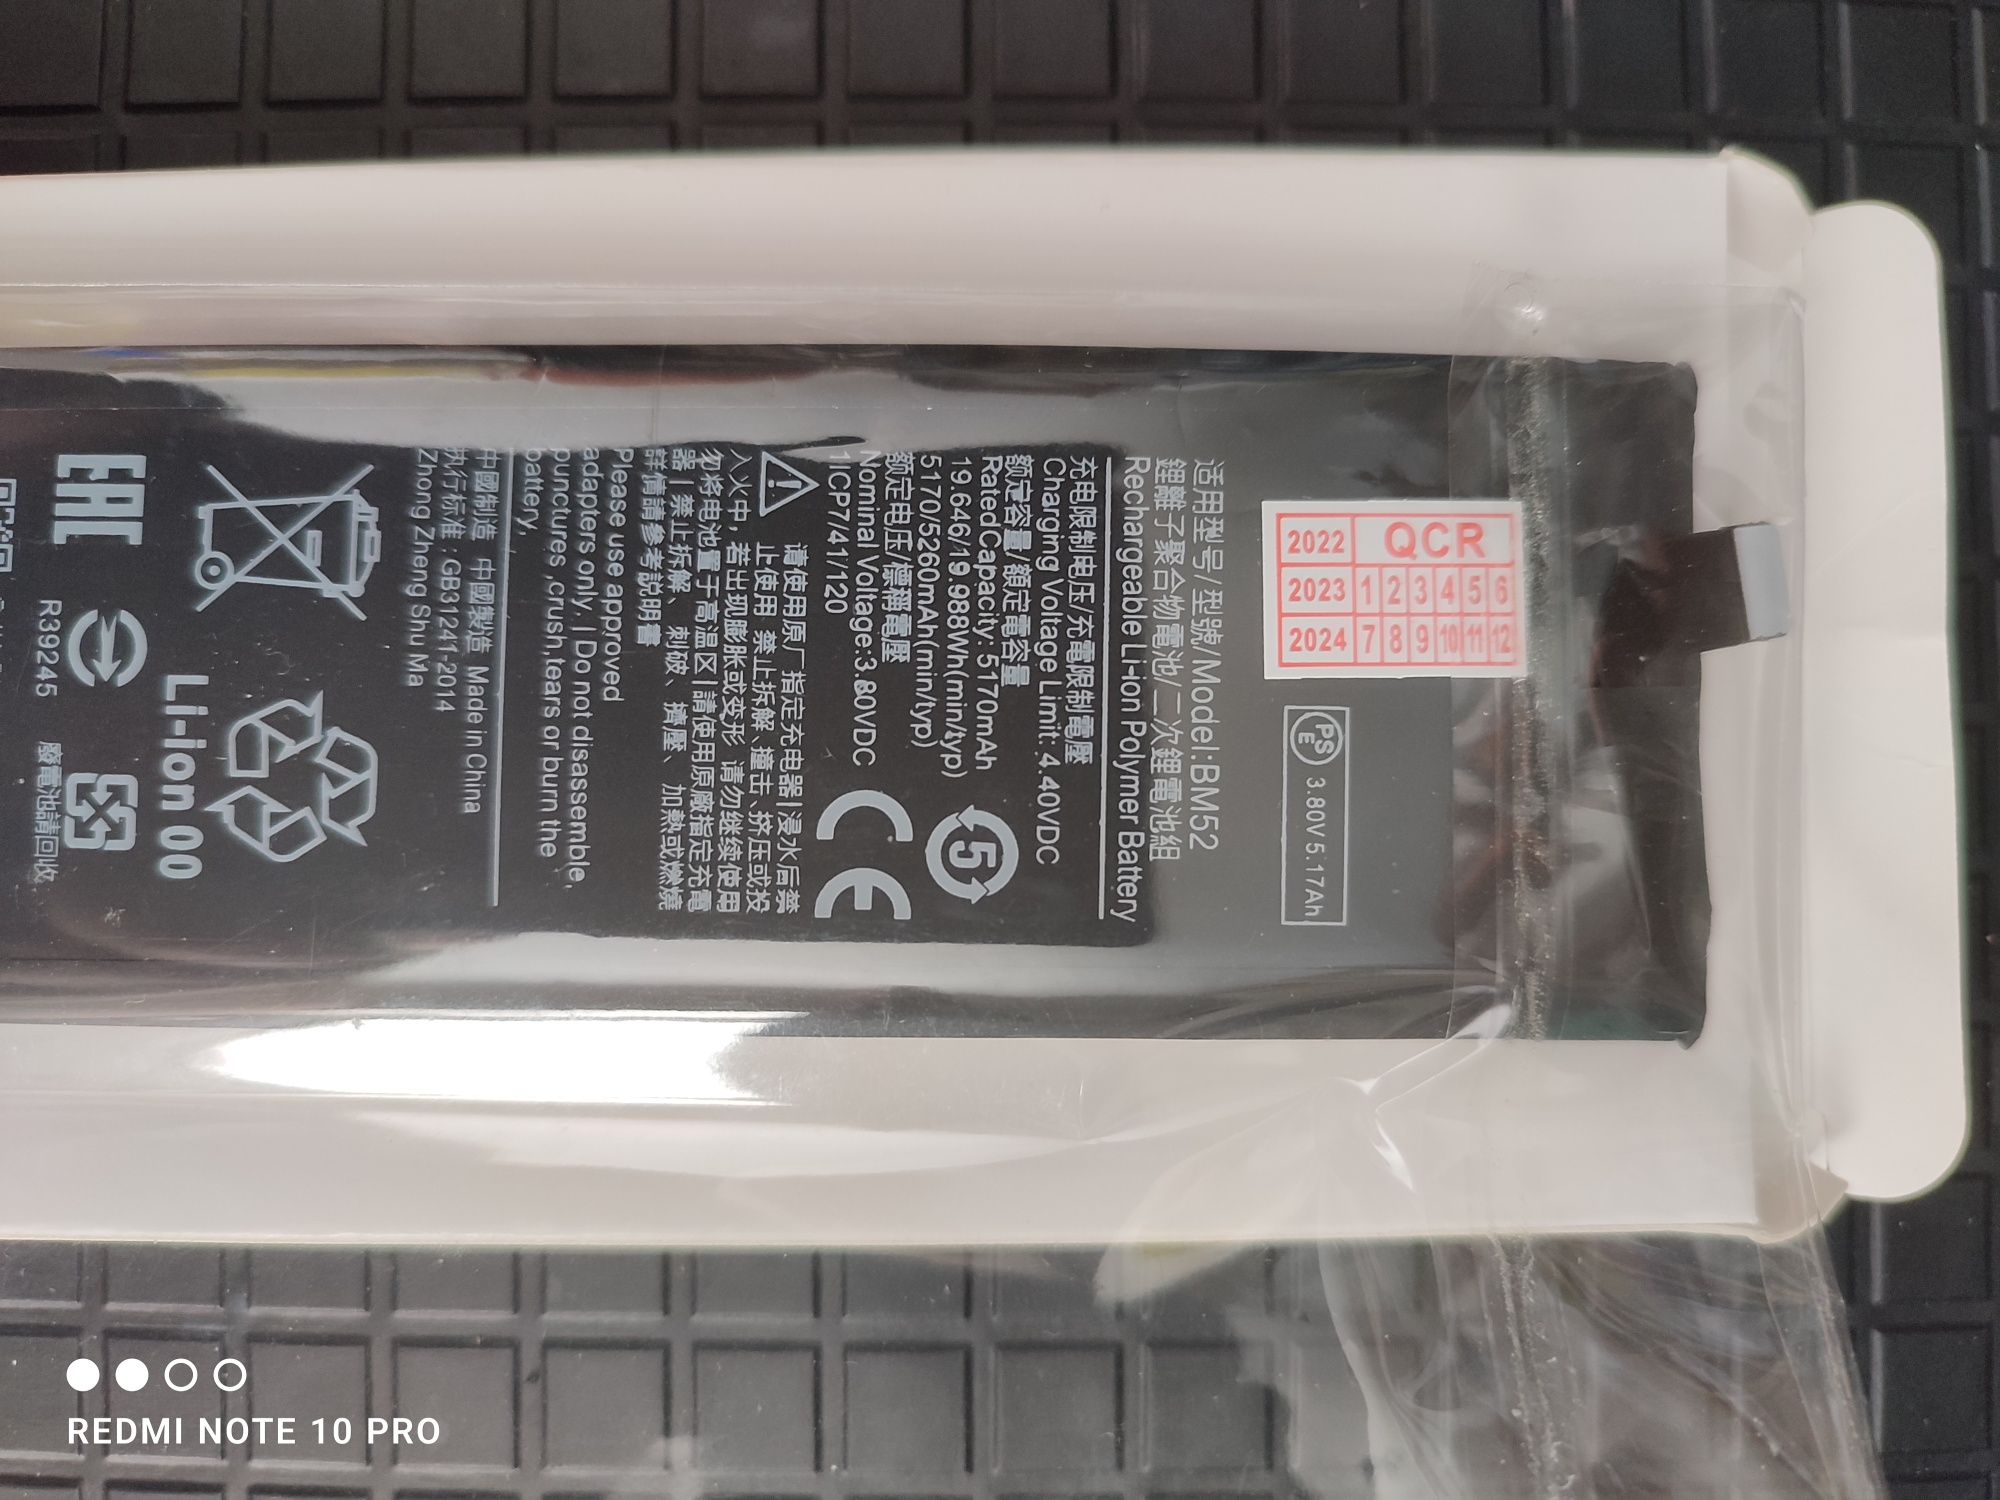 2022 QCR
2023 1 2 3 4 5 6
2024 7 8 9 10 11 12
PS E 3.80V 5.17Ah
适用型号/型號/Model:BM52
鋰離子聚合物電池/二次鋰電池組
Rechargeable Li-ion Polymer Battery
充电限制电压/充電限制電壓
Charging Voltage Limit: 4.40VDC
额定容量/額定電容量
Rated Capacity: 5170mAh
19.646/19.988Wh(min/typ)
5170/5260mAh(min/typ)
额定电压/標稱電壓
Nominal Voltage:3.80VDC
1ICP7/41/120
5
CE
请使用原厂指定充电器|浸水后禁
止使用 禁止拆解、撞击、挤压或投
入火中，若出现膨胀或变形 请勿继续使用
勿将电池置于高温区|請使用原廠指定充電
器|禁止拆解、刺破、擠壓、加熱或燃燒
詳情請參考說明書
Please use approved
adapters only. | Do not disassemble,
punctures ,crush,tears or burn the
battery,
中国制造 中國製造 Made in China
执行标准 : GB31241-2014
Zhong Zheng Shu Ma
Li-ion 00
EAC
R39245
廢電池請回收
REDMI NOTE 10 PRO